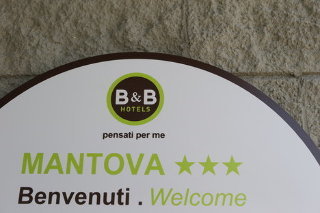 B&B
HOTELS
pensati per me
MANTOVA ★★★
Benvenuti . Welcome